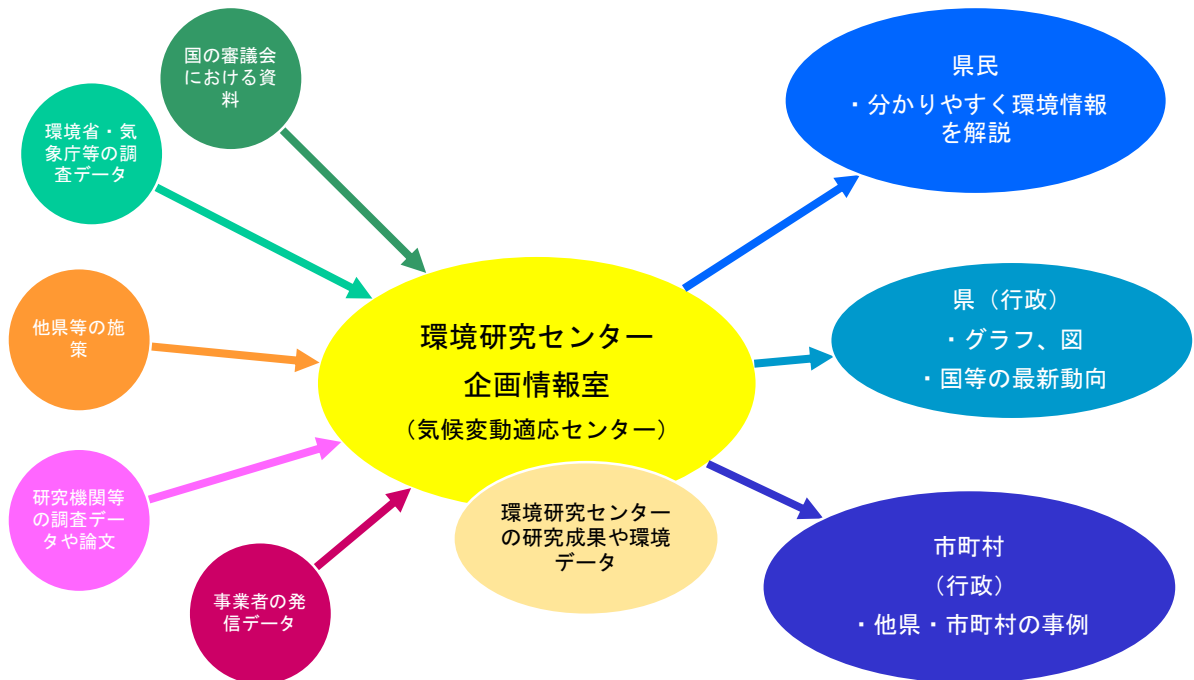 国の審議会
における資
料
環境省・気
象庁等の調
査データ
他県等の施
策
研究機関等
の調査デー
タや論文
事業者の発
信データ
環境研究センター
企画情報室
（気候変動適応センター）
環境研究センター
の研究成果や環境
データ
県民
・分かりやすく環境情報
を解説
県（行政）
・グラフ、図
・国等の最新動向
市町村
（行政）
・他県・市町村の事例